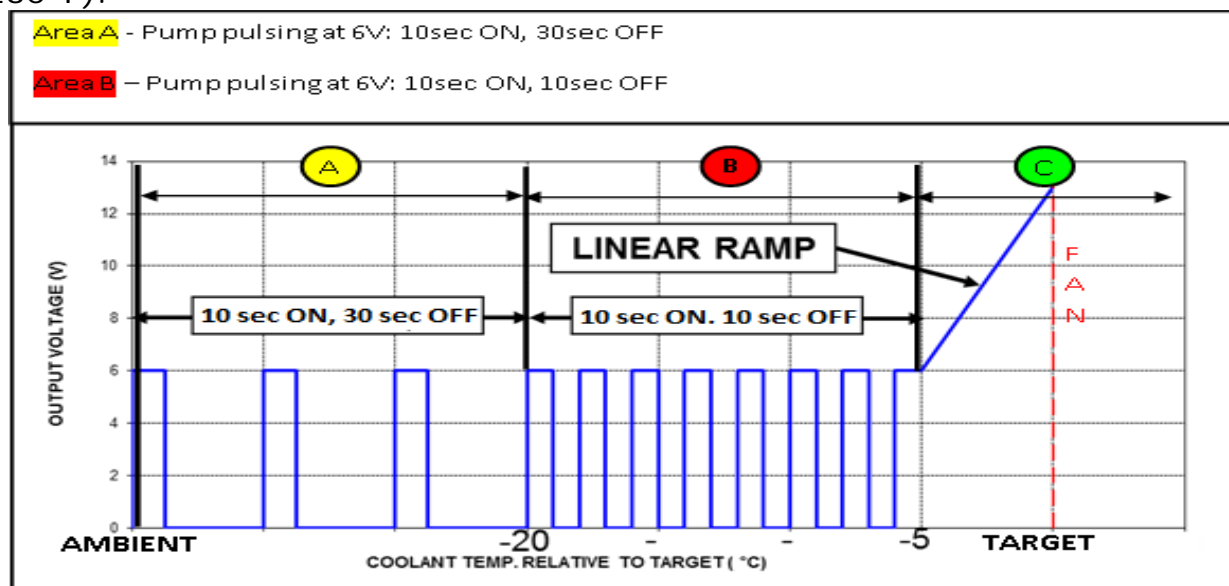 Area A - Pump pulsing at 6V: 10sec ON, 30sec OFF
Area B – Pump pulsing at 6V: 10sec ON, 10sec OFF
A
B
C
14
12
10
8
6
4
2
0
OUTPUT VOLTAGE (V)
LINEAR RAMP
10 sec ON, 30 sec OFF
10 sec ON. 10 sec OFF
F
A
N
AMBIENT
-20
-
-
-5
TARGET
COOLANT TEMP. RELATIVE TO TARGET ( °C)